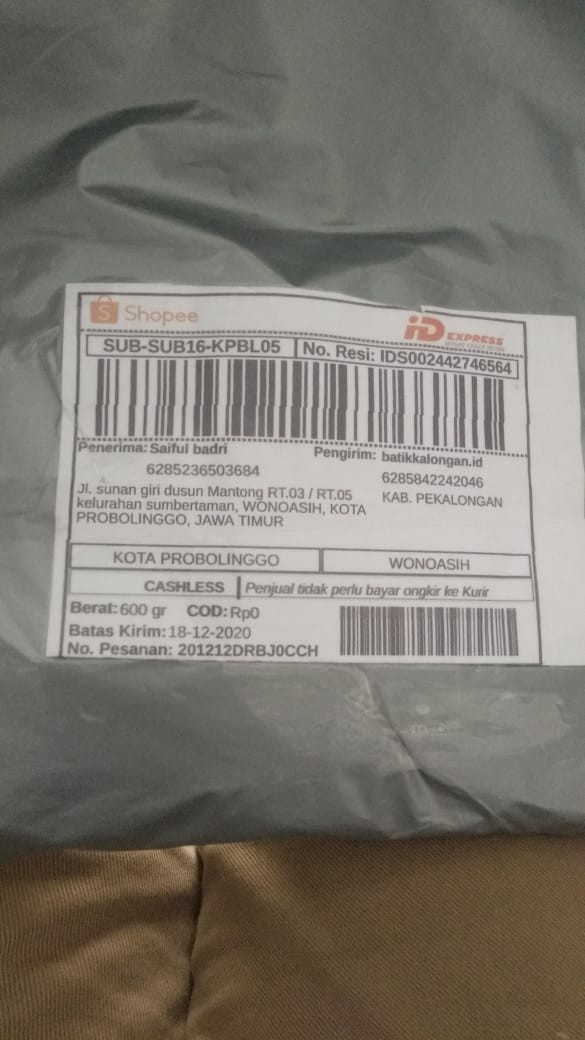 Shopee
iD EXPRESS
SUB-SUB16-KPBL05 No. Resi: IDS002442746564
Penerima: Saiful badri
6285236503684
Jl. sunan giri dusun Mantong RT.03 / RT.05
kelurahan sumbertaman, WONOASIH, KOTA
PROBOLINGGO, JAWA TIMUR
Pengirim: batikkalongan.id
6285842242046
KAB. PEKALONGAN
KOTA PROBOLINGGO WONOASIH
CASHLESS Penjual tidak perlu bayar ongkir ke Kurir
Berat: 600 gr COD: Rp0
Batas Kirim: 18-12-2020
No. Pesanan: 201212DRBJ0CCH